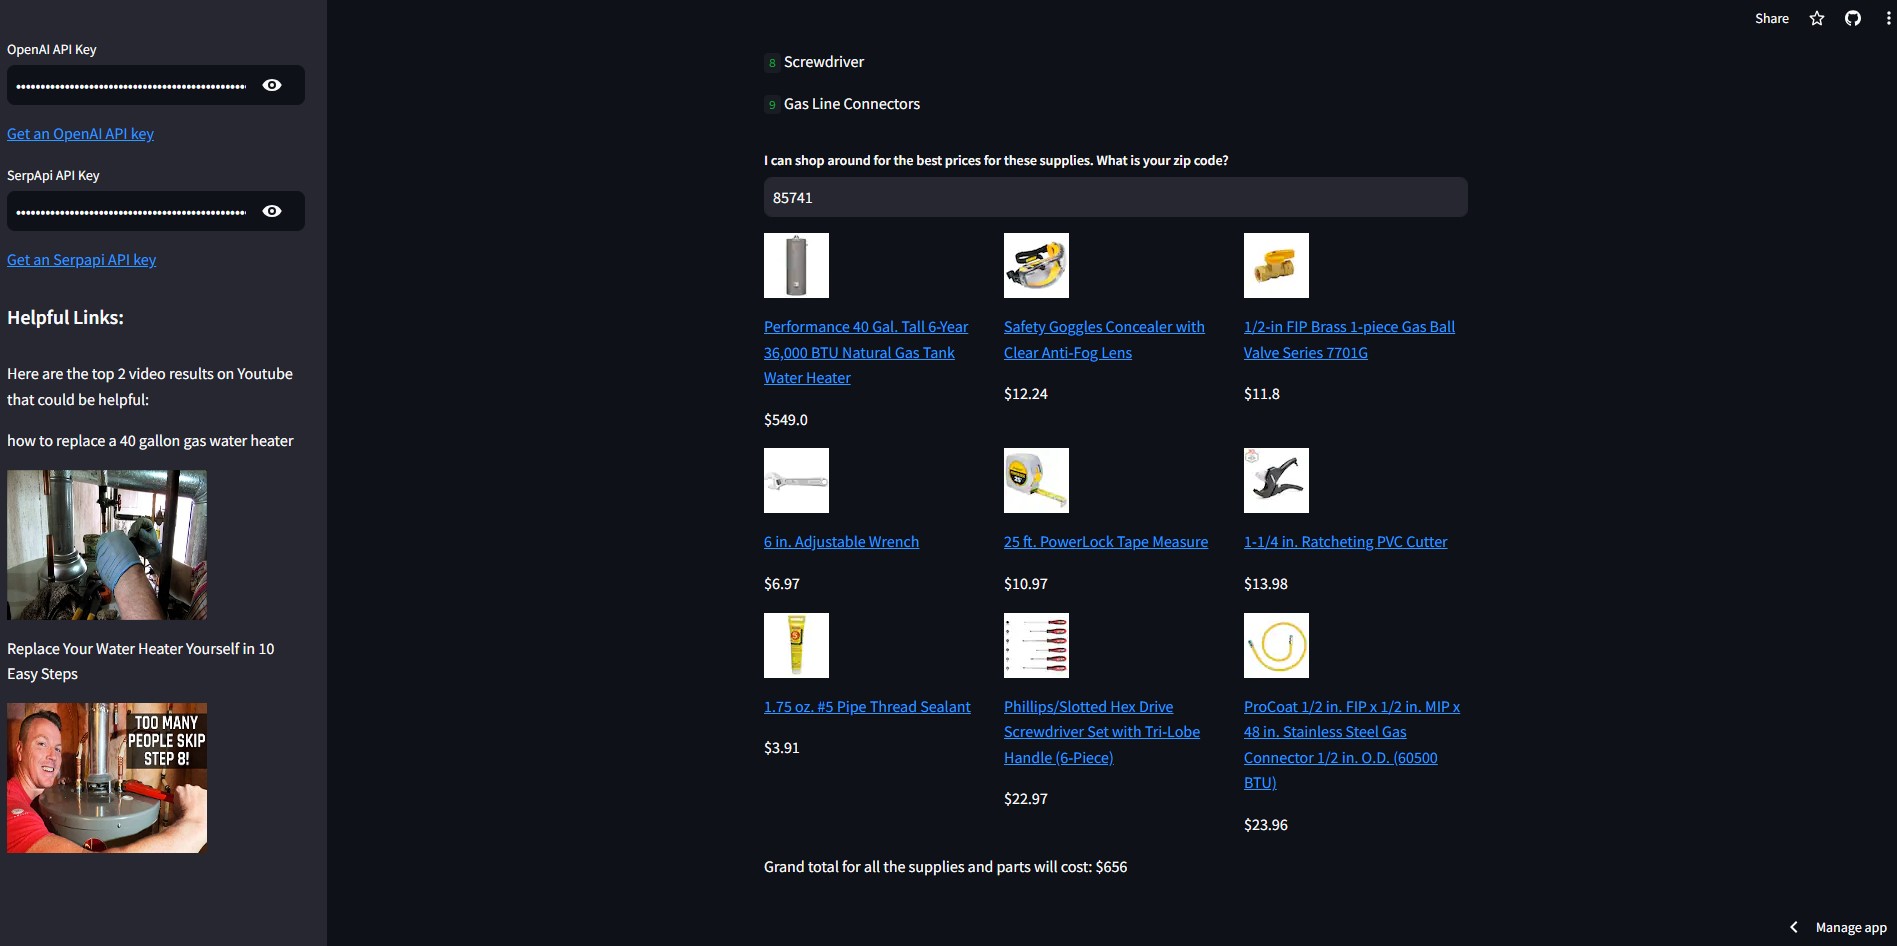 Share
OpenAI API Key
Get an OpenAI API key
SerpApi API Key
Get an Serpapi API key
Helpful Links:
Here are the top 2 video results on Youtube
that could be helpful:
how to replace a 40 gallon gas water heater
Replace Your Water Heater Yourself in 10
Easy Steps
TOO MANY
PEOPLE SKIP
STEP 8!
8 Screwdriver
9 Gas Line Connectors
I can shop around for the best prices for these supplies. What is your zip code?
85741
Performance 40 Gal. Tall 6-Year
36,000 BTU Natural Gas Tank
Water Heater
$549.0
Safety Goggles Concealer with
Clear Anti-Fog Lens
$12.24
1/2-in FIP Brass 1-piece Gas Ball
Valve Series 7701G
$11.8
6 in. Adjustable Wrench
$6.97
25 ft. PowerLock Tape Measure
$10.97
1-1/4 in. Ratcheting PVC Cutter
$13.98
1.75 oz. #5 Pipe Thread Sealant
$3.91
Phillips/Slotted Hex Drive
Screwdriver Set with Tri-Lobe
Handle (6-Piece)
$22.97
ProCoat 1/2 in. FIP x 1/2 in. MIP x
48 in. Stainless Steel Gas
Connector 1/2 in. O.D. (60500
BTU)
$23.96
Grand total for all the supplies and parts will cost: $656
Manage app